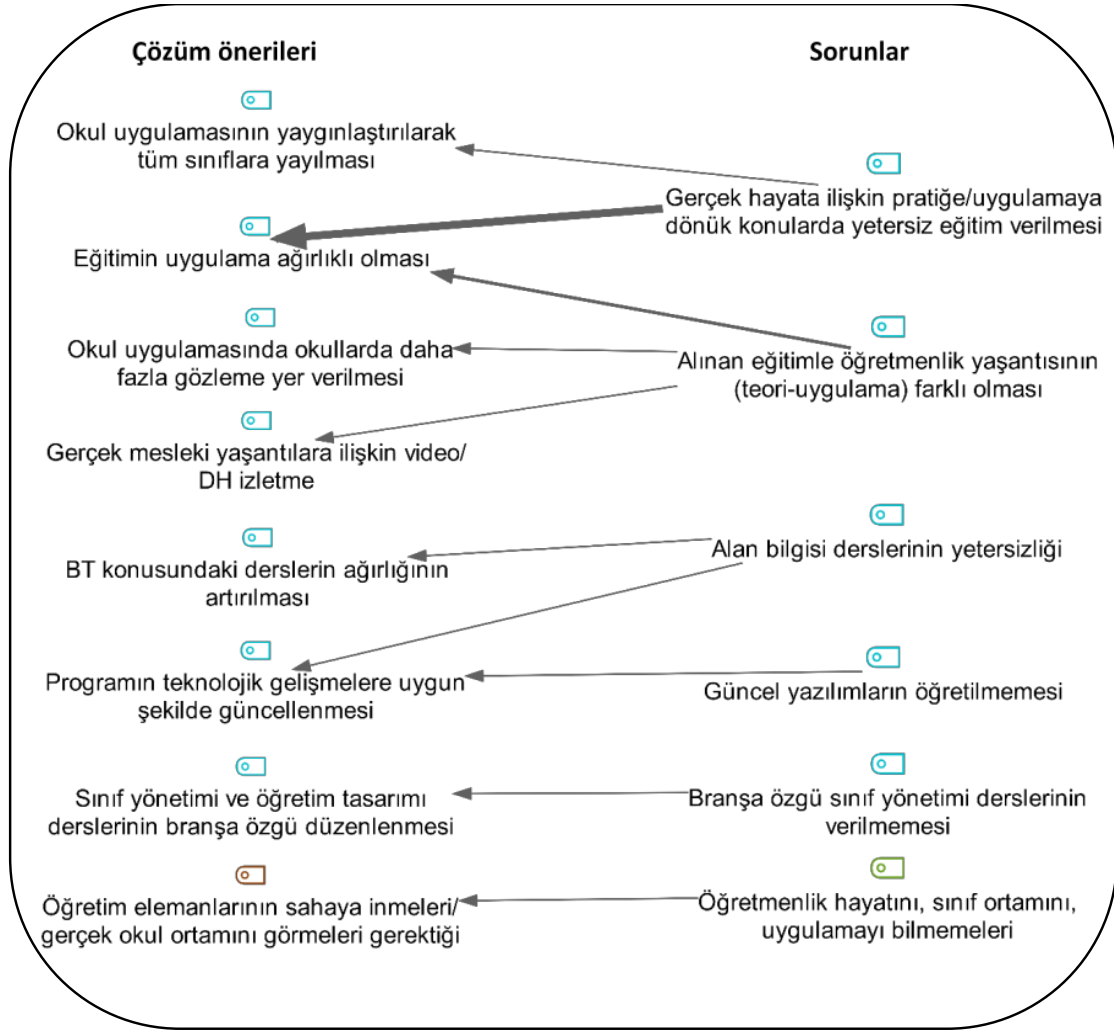 Çözüm önerileri
Okul uygulamasının yaygınlaştırılarak
tüm sınıflara yayılması
Eğitimin uygulama ağırlıklı olması
Okul uygulamasında okullarda daha
fazla gözleme yer verilmesi
Gerçek mesleki yaşantılara ilişkin video/
DH izletme
BT konusundaki derslerin ağırlığının
artırılması
Programın teknolojik gelişmelere uygun
şekilde güncellenmesi
Sınıf yönetimi ve öğretim tasarımı
derslerinin branşa özgü düzenlenmesi
Öğretim elemanlarının sahaya inmeleri/
gerçek okul ortamını görmeleri gerektiği
Sorunlar
Gerçek hayata ilişkin pratiğe/uygulamaya
dönük konularda yetersiz eğitim verilmesi
Alınan eğitimle öğretmenlik yaşantısının
(teori-uygulama) farklı olması
Alan bilgisi derslerinin yetersizliği
Güncel yazılımların öğretilmemesi
Branşa özgü sınıf yönetimi derslerinin
verilmemesi
Öğretmenlik hayatını, sınıf ortamını,
uygulamayı bilmemeleri